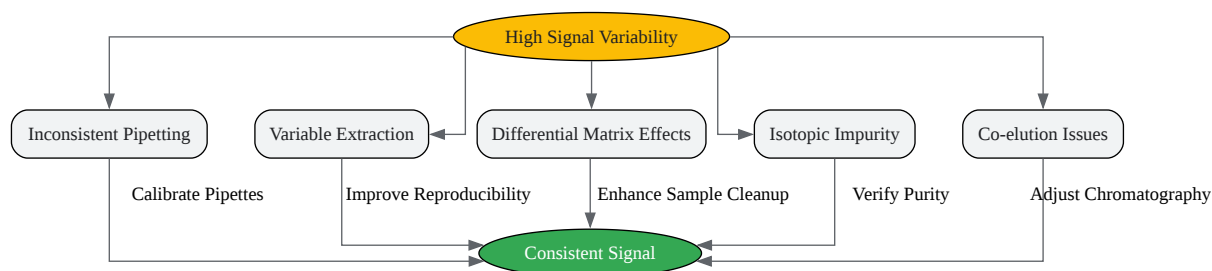 High Signal Variability
Inconsistent Pipetting
Variable Extraction
Differential Matrix Effects
Isotopic Impurity
Co-elution Issues
Calibrate Pipettes
Improve Reproducibility
Enhance Sample Cleanup
Verify Purity
Adjust Chromatography
Consistent Signal